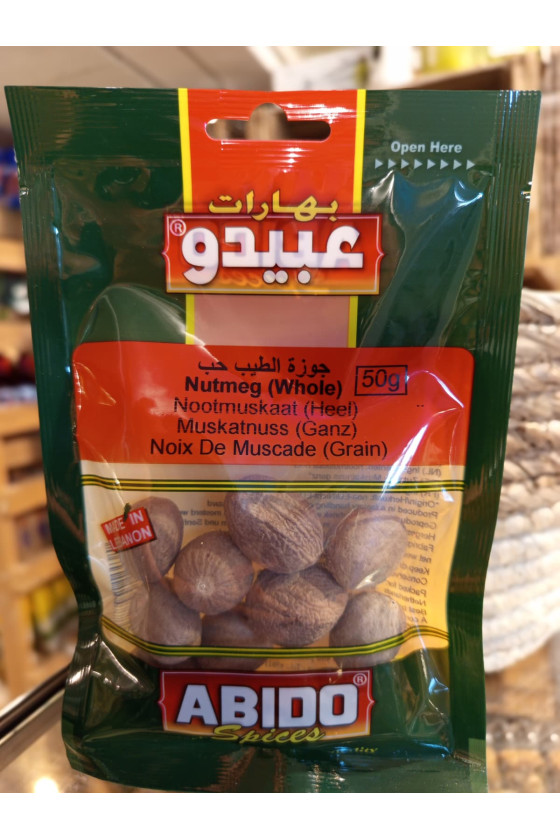 Open Here
بهارات
عبيدو®
جوزة الطيب حب
Nutmeg (Whole) 50g
Nootmuskaat (Heel)
Muskatnuss (Ganz)
Noix De Muscade (Grain)
MADE IN
LEBANON
ABIDO®
Spices